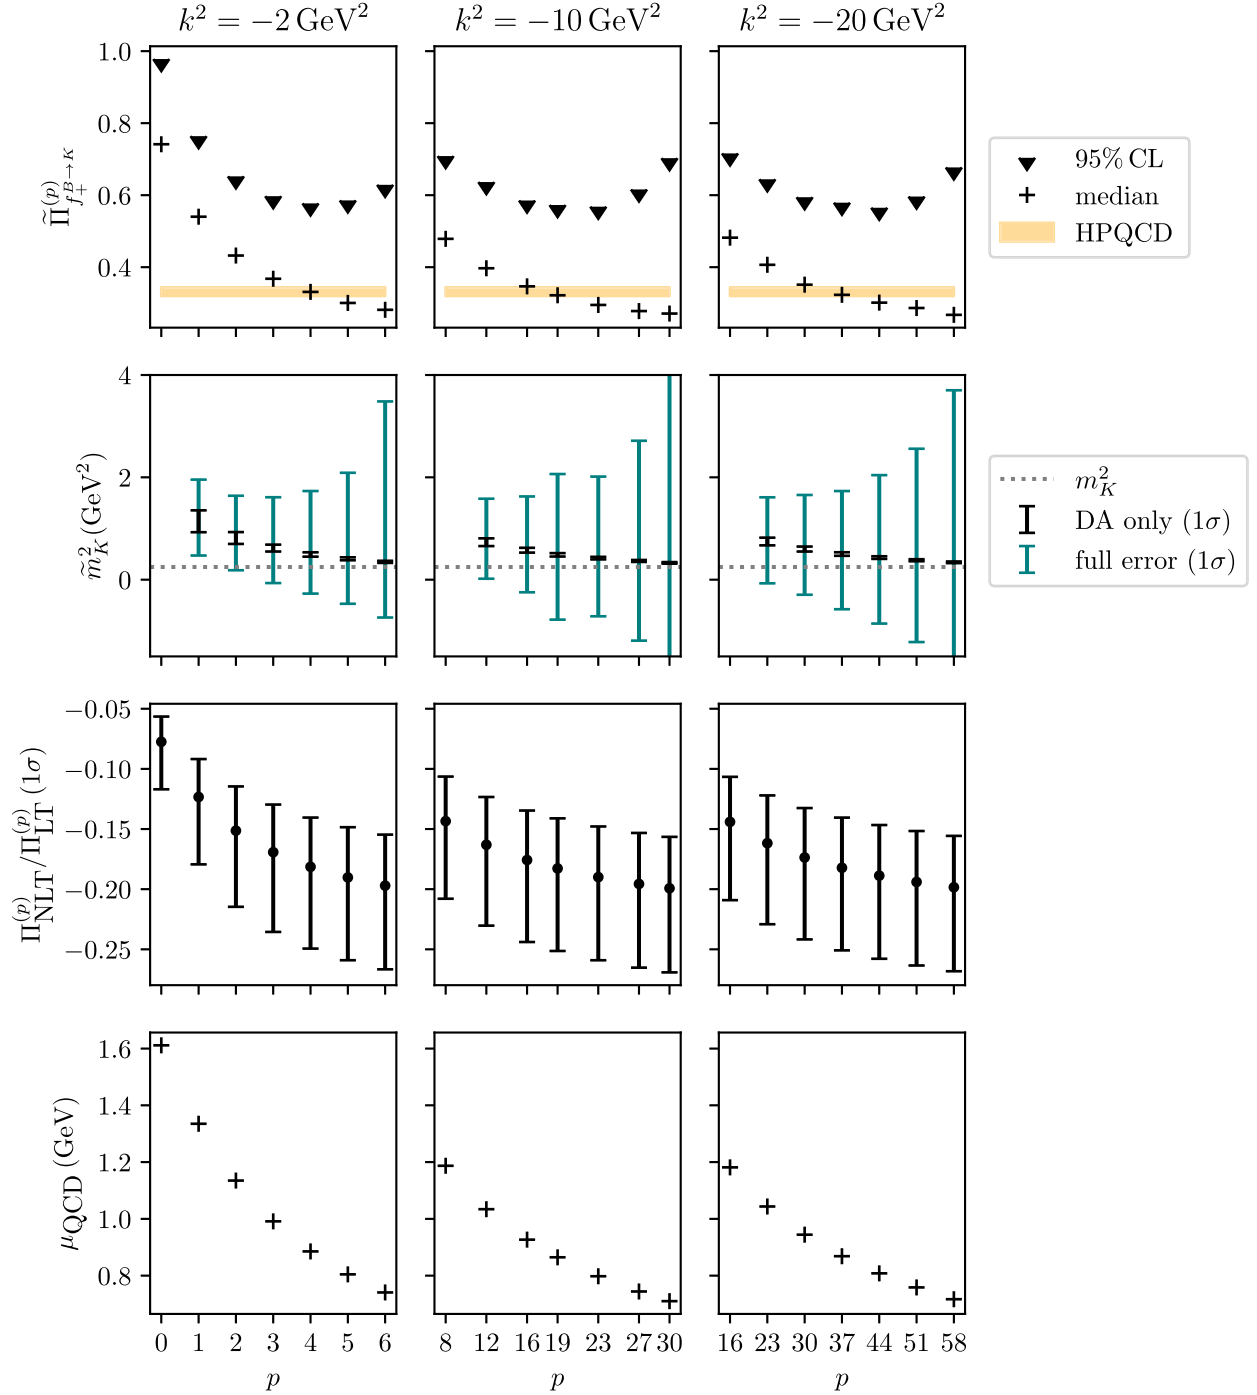 k² = −2 GeV² k² = −10 GeV² k² = −20 GeV²
1.0
0.8
0.6
0.4
Π̃^(p)_{f_+^{B→K}}
95% CL
median
HPQCD
4
2
0
m̃²_K (GeV²)
m²_K
DA only (1σ)
full error (1σ)
−0.05
−0.10
−0.15
−0.20
−0.25
Π^(p)_NLT/Π^(p)_LT (1σ)
1.6
1.4
1.2
1.0
0.8
μ_QCD (GeV)
0 1 2 3 4 5 6 8 12 16 19 23 27 30 16 23 30 37 44 51 58
p p p